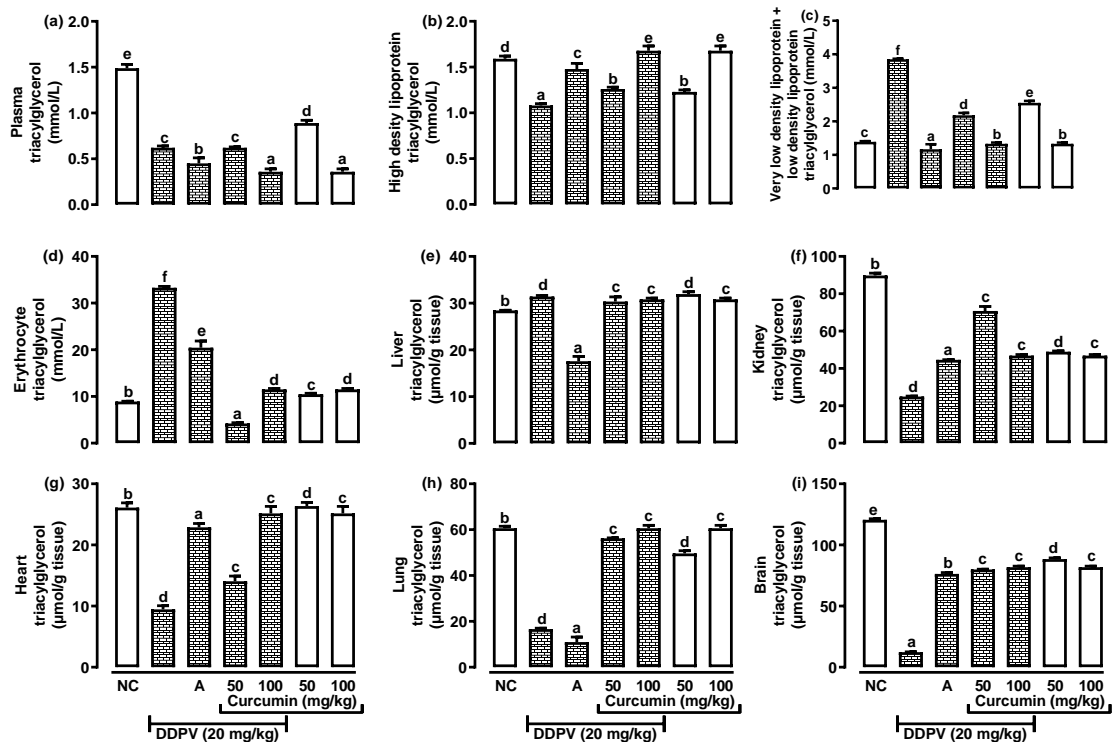 (a)
Plasma
triacylglycerol
(mmol/L)
2.0
1.5
1.0
0.5
0.0
e
c
b
c
a
d
a
(b)
High desity lipoprotein
triacylglycerol
(mmol/L)
2.0
1.5
1.0
0.5
0.0
d
a
c
b
e
b
e
(c)
Very low density lipoprotein +
low density lipoprotein
triacylglycerol (mmol/L)
5
4
3
2
1
0
c
f
a
d
b
e
b
(d)
Erythrocyte
triacylglycerol
(mmol/L)
40
30
20
10
0
b
f
e
a
d
c
d
(e)
Liver
triacylglycerol
(µmol/g tissue)
40
30
20
10
0
b
d
a
c
c
d
c
(f)
Kidney
triacylglycerol
(µmol/g tissue)
100
80
60
40
20
0
b
d
a
c
c
d
c
(g)
Heart
triacylglycerol
(µmol/g tissue)
30
20
10
0
b
d
a
c
c
d
c
NC A 50 100 50 100
Curcumin (mg/kg)
DDPV (20 mg/kg)
(h)
Lung
triacylglycerol
(µmol/g tissue)
80
60
40
20
0
b
d
a
c
c
d
c
NC A 50 100 50 100
Curcumin (mg/kg)
DDPV (20 mg/kg)
(i)
Brain
triacylglycerol
(µmol/g tissue)
150
100
50
0
e
a
b
c
c
d
c
NC A 50 100 50 100
Curcumin (mg/kg)
DDPV (20 mg/kg)